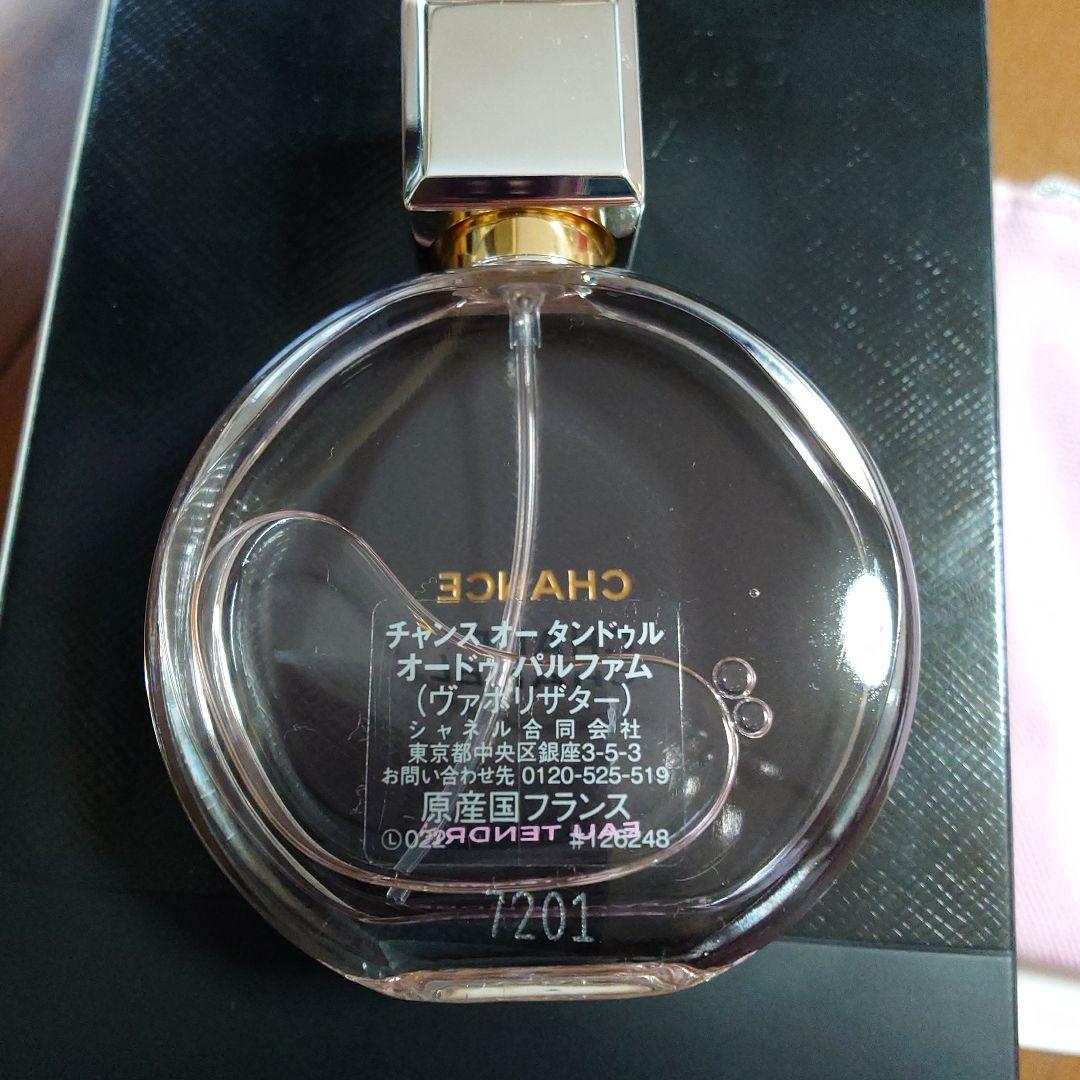 CHANCE
チャンス オー タンドゥル
オードゥ パルファム
(ヴァポリザター)
シャネル合同会社
東京都中央区銀座3-5-3
お問い合わせ先 0120-525-519
原産国フランス
EAU TENDRE
Ⓛ022 #126248
7201